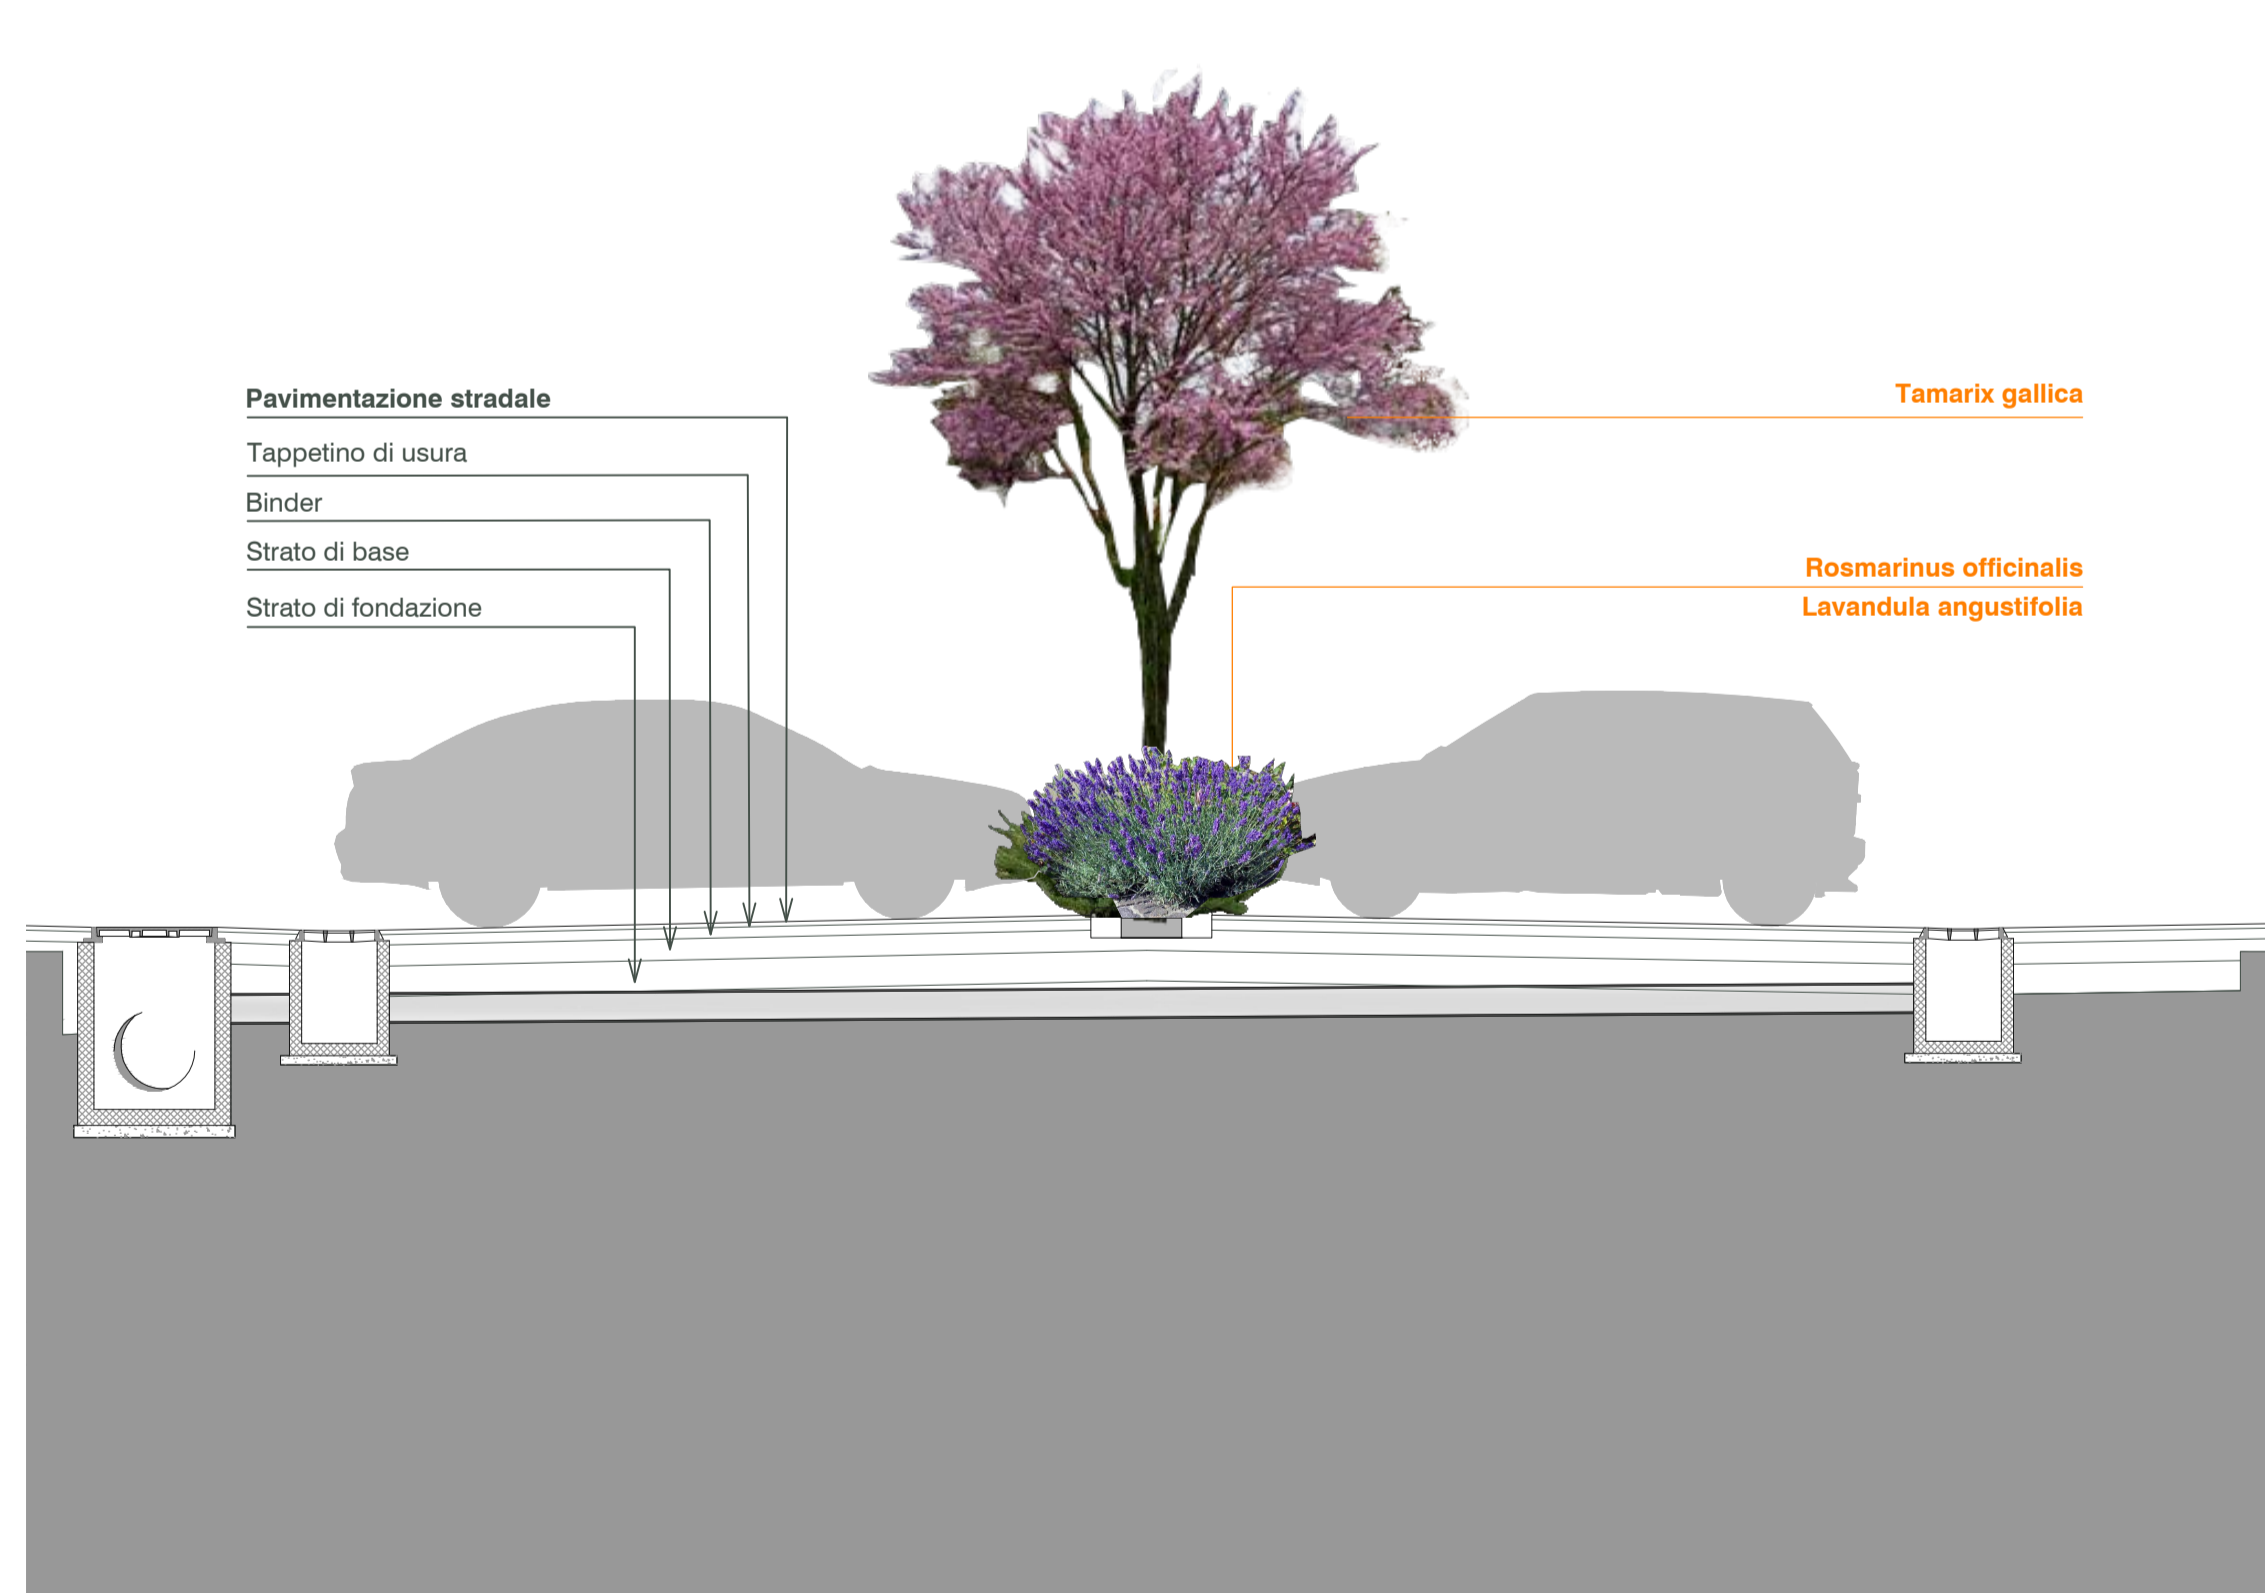 Pavimentazione stradale
Tappetino di usura
Binder
Strato di base
Strato di fondazione
Tamarix gallica
Rosmarinus officinalis
Lavandula angustifolia